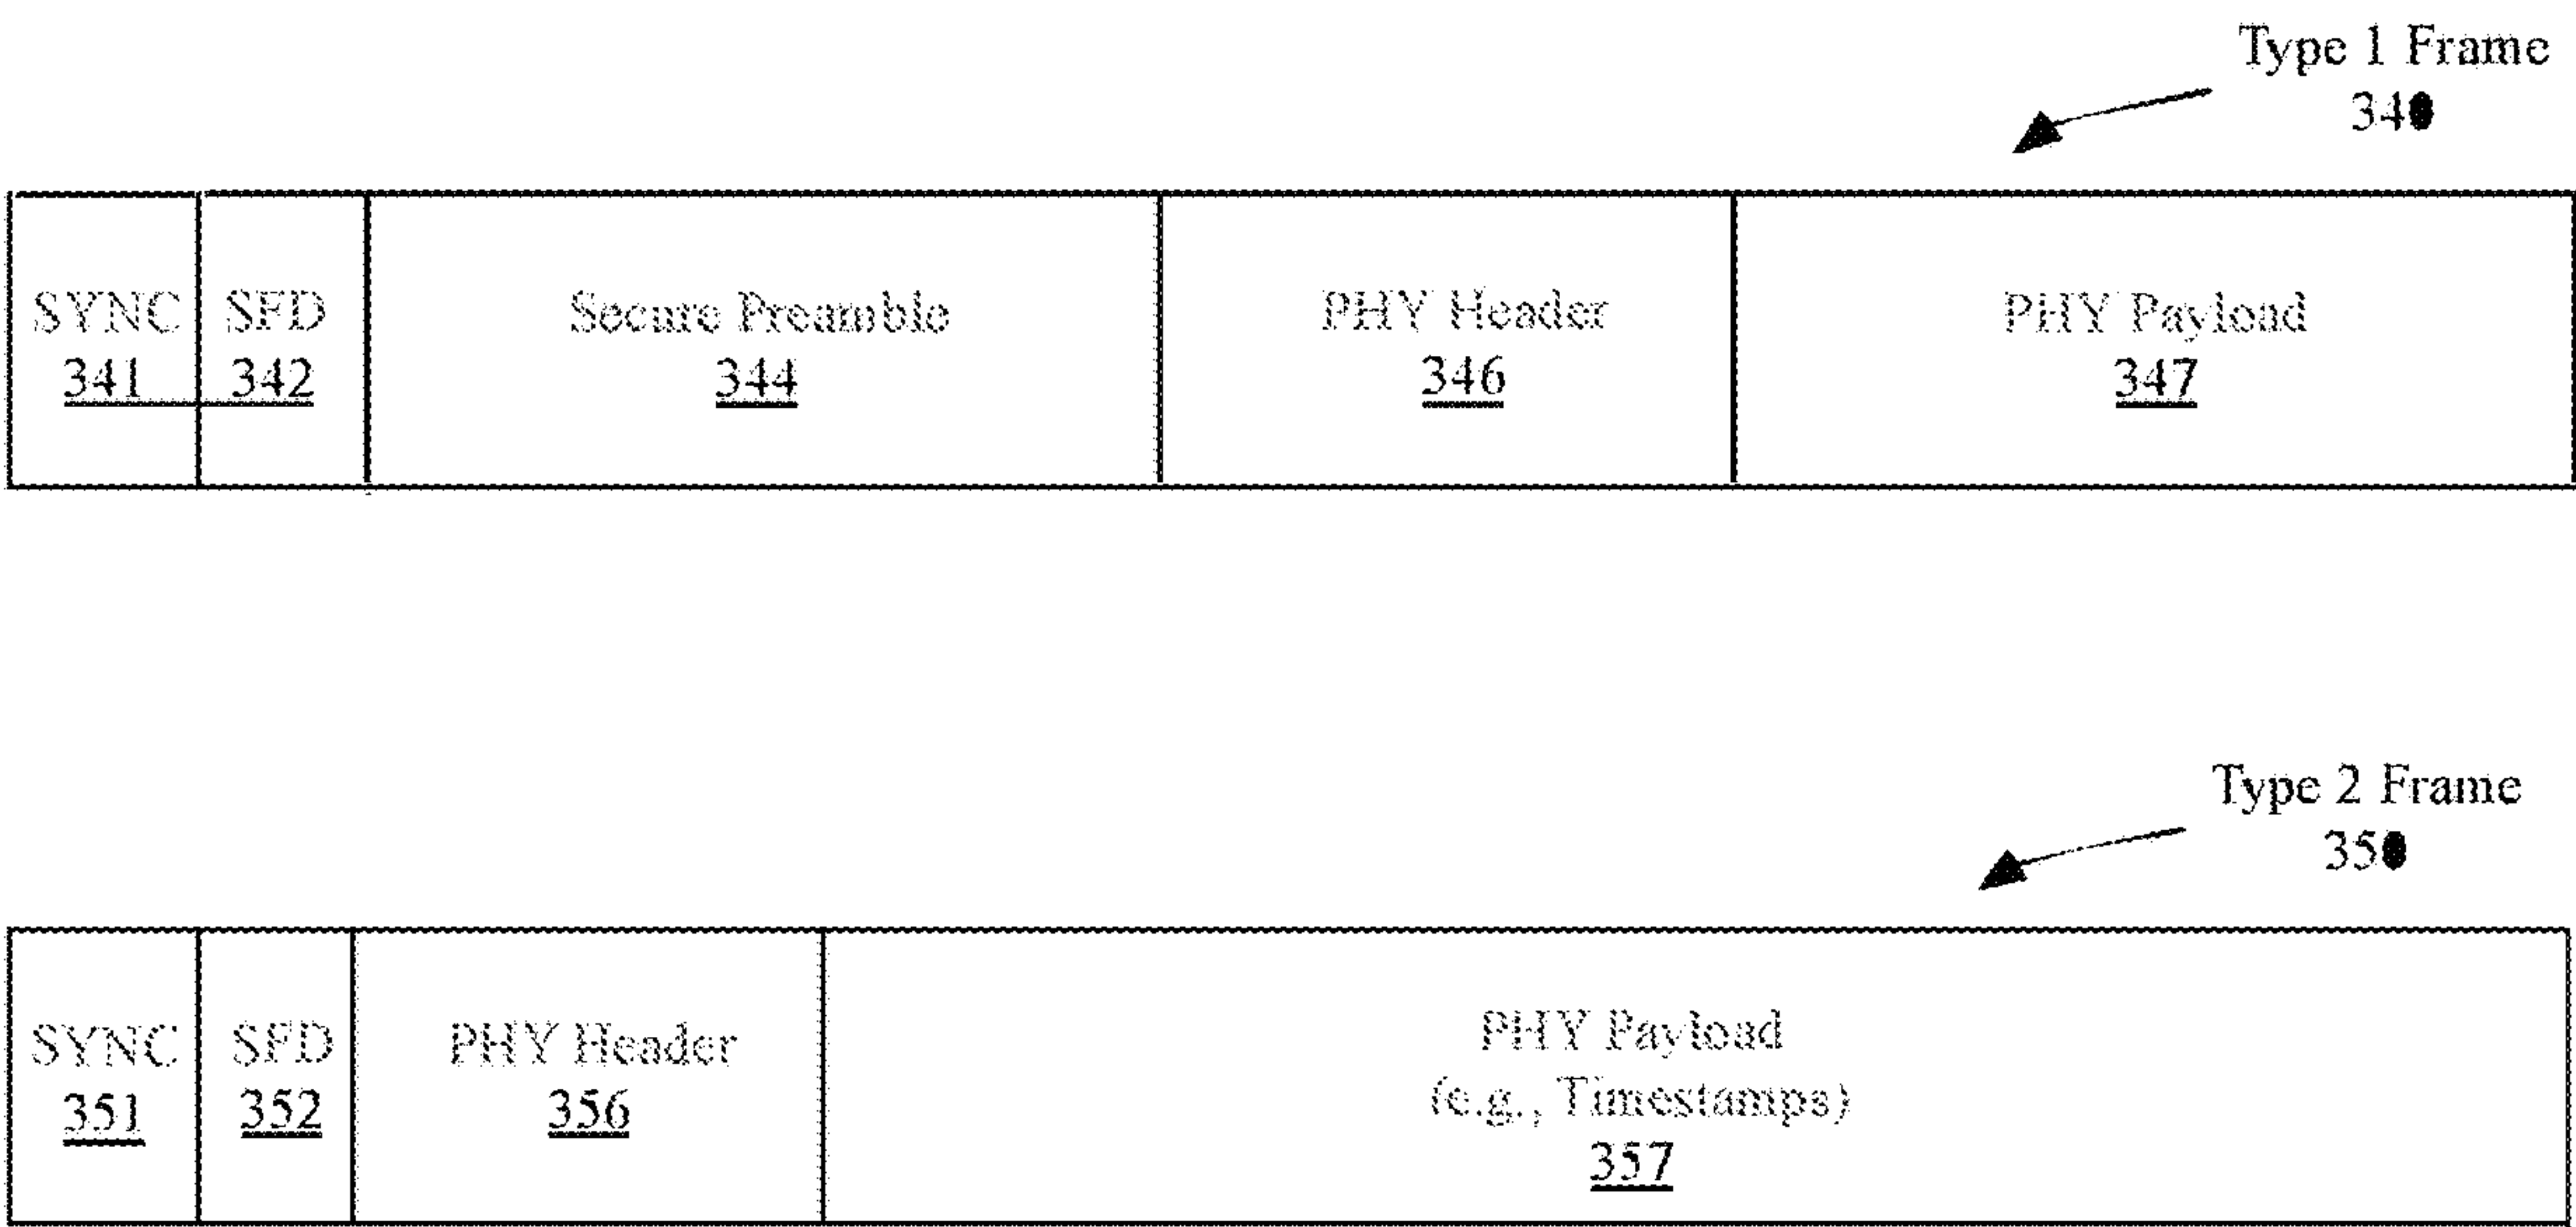 Type 1 Frame
340
SYNC
341
SFD
342
Secure Preamble
344
PHY Header
346
PHY Payload
347
Type 2 Frame
350
SYNC
351
SFD
352
PHY Header
356
PHY Payload
(e.g., Timestamps)
357